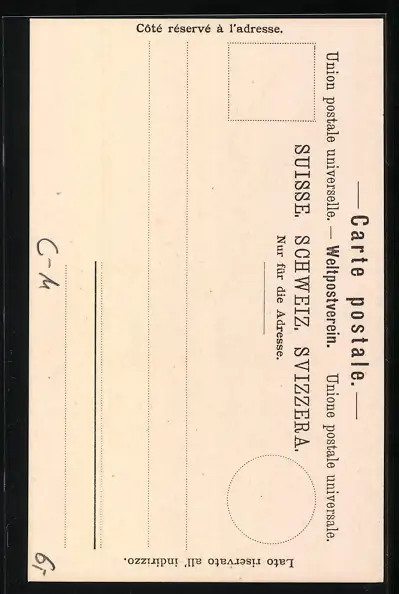 Carte postale.
Union postale universelle. — Weltpostverein. Unione postale universale.
SUISSE. SCHWEIZ. SVIZZERA.
Nur für die Adresse.
Côté réservé à l'adresse.
Lato riservato all' indirizzo.